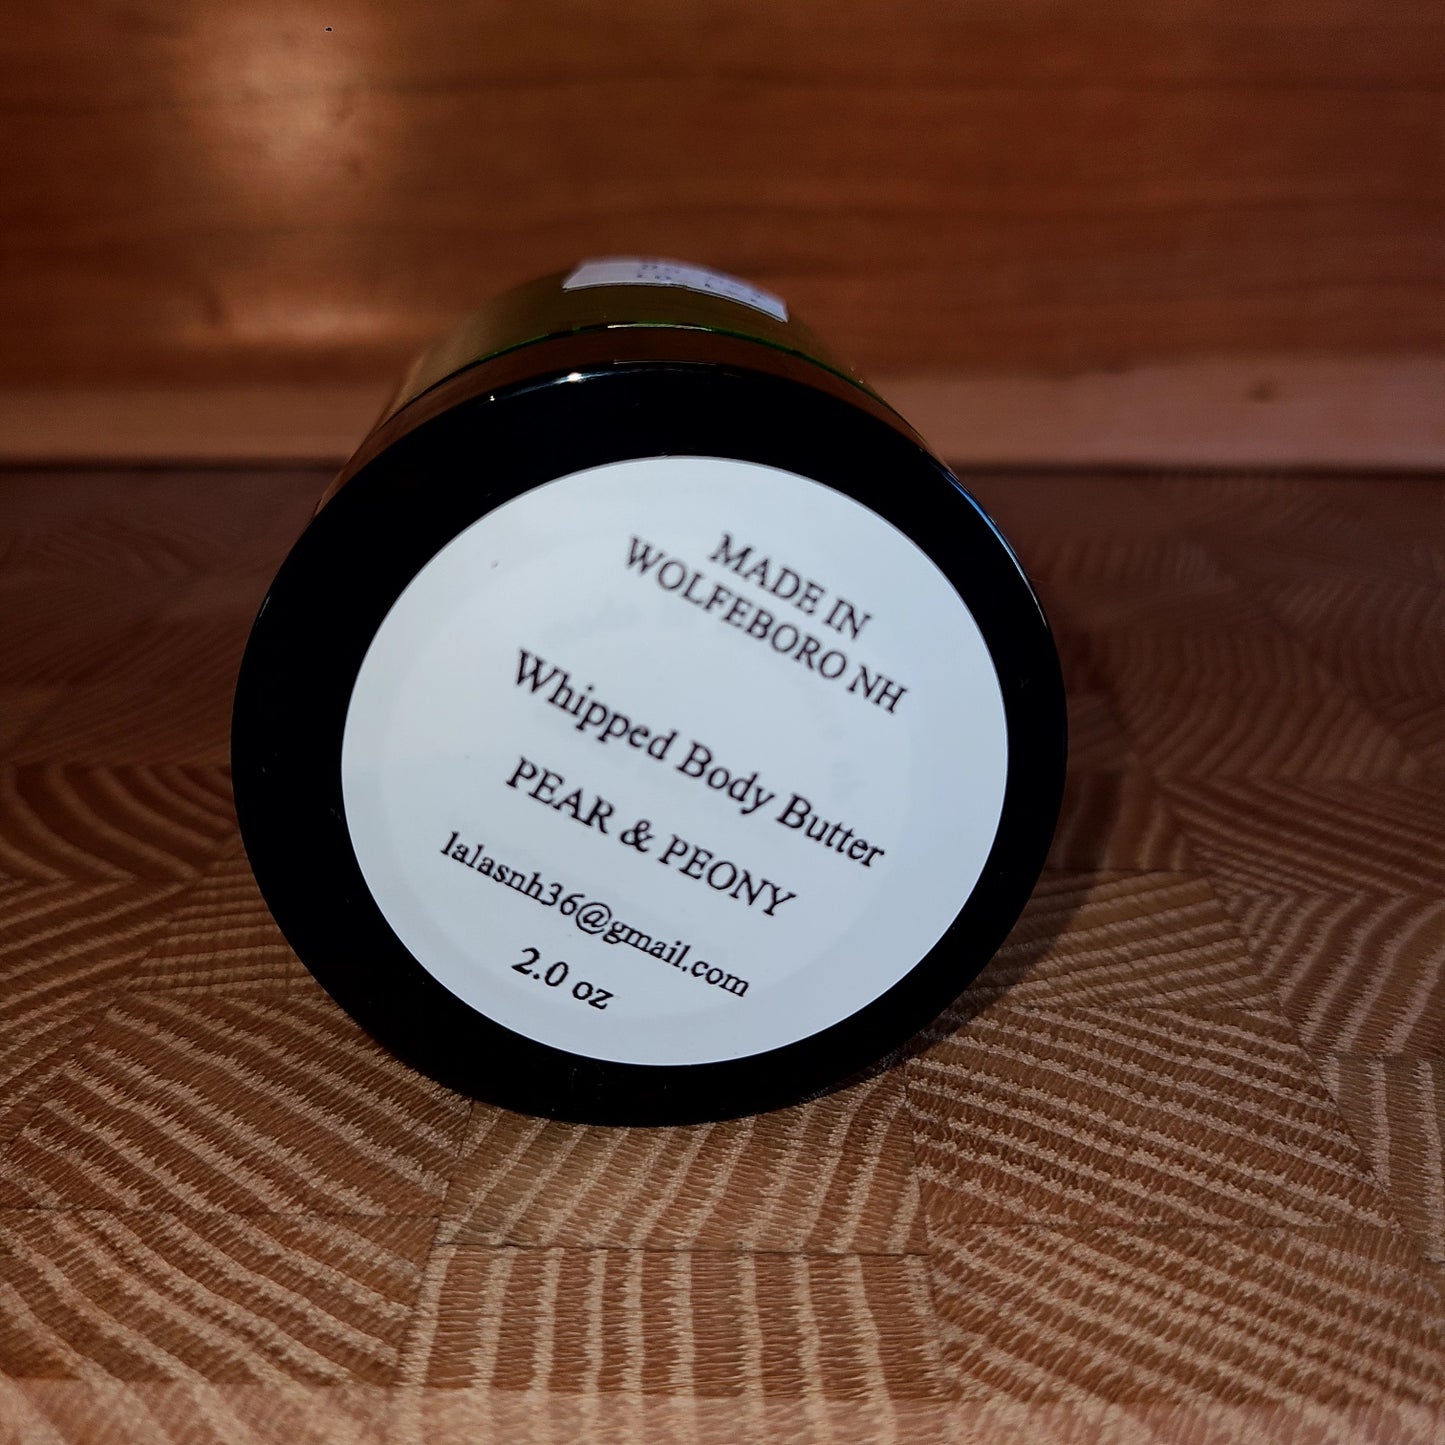 MADE IN
WOLFEBORO NH
Whipped Body Butter
PEAR & PEONY
lalasnh36@gmail.com
2.0 oz